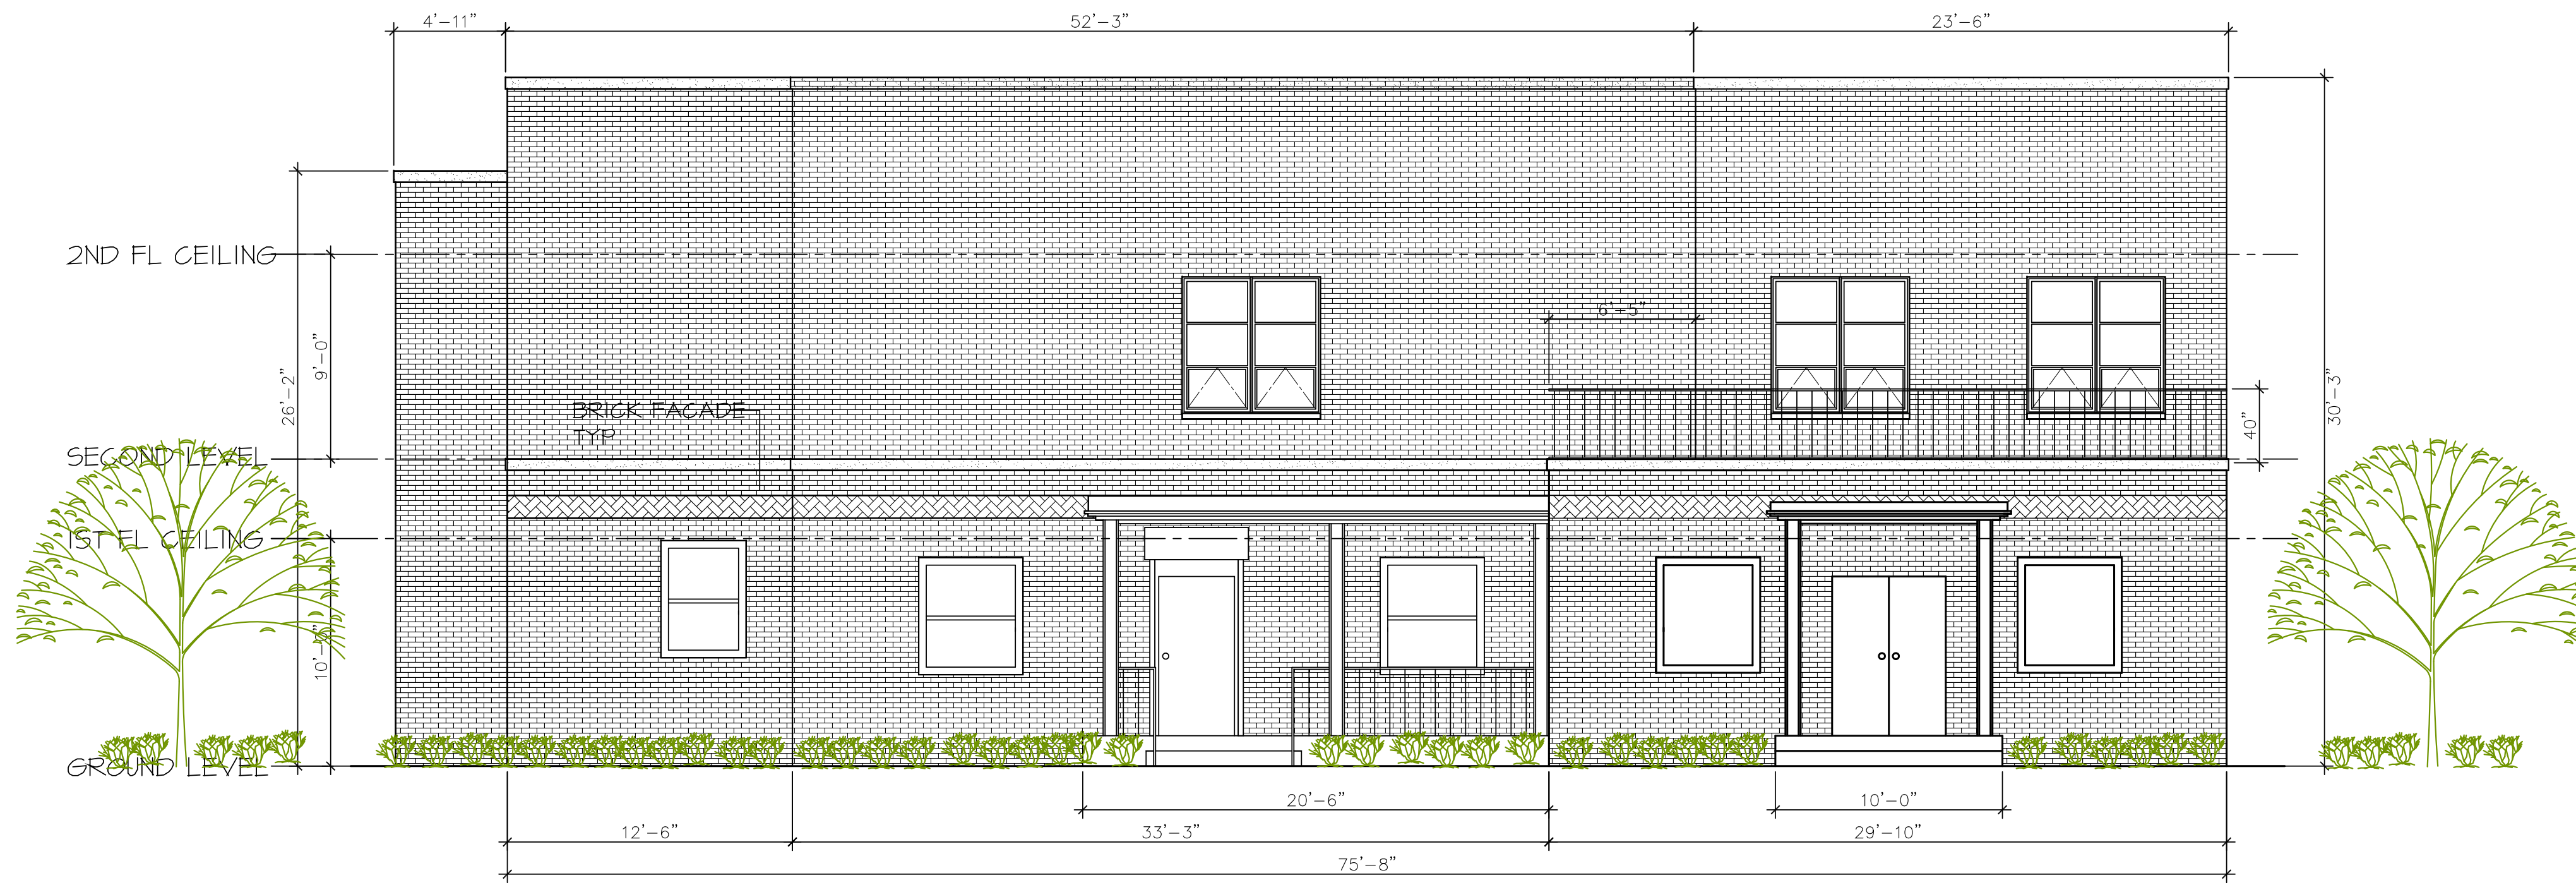 4'-11"
52'-3"
23'-6"
2ND FL CEILING
6'-5"
9'-0"
26'-2"
30'-3"
BRICK FACADE
TYP
40"
SECOND LEVEL
1ST FL CEILING
GROUND LEVEL
20'-6"
10'-0"
12'-6"
33'-3"
29'-10"
75'-8"